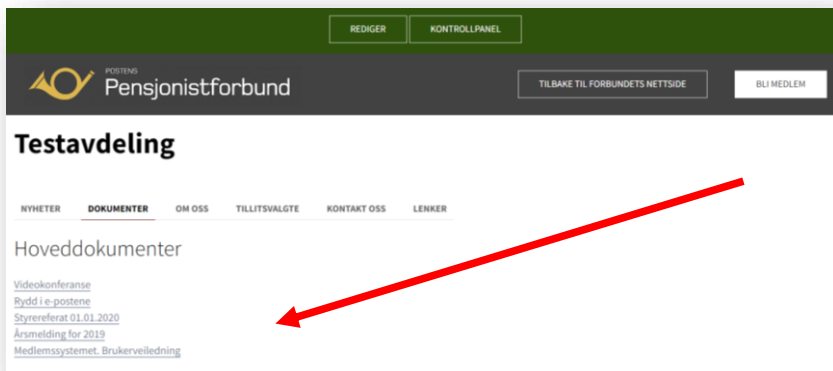 REDIGER KONTROLLPANEL
POSTENS
Pensjonistforbund
TILBAKE TIL FORBUNDETS NETTSIDE BLI MEDLEM
Testavdeling
NYHETER DOKUMENTER OM OSS TILLITSVALGTE KONTAKT OSS LENKER
Hoveddokumenter
Videokonferanse
Rydd i e-postene
Styrereferat 01.01.2020
Årsmelding for 2019
Medlemssystemet. Brukerveiledning